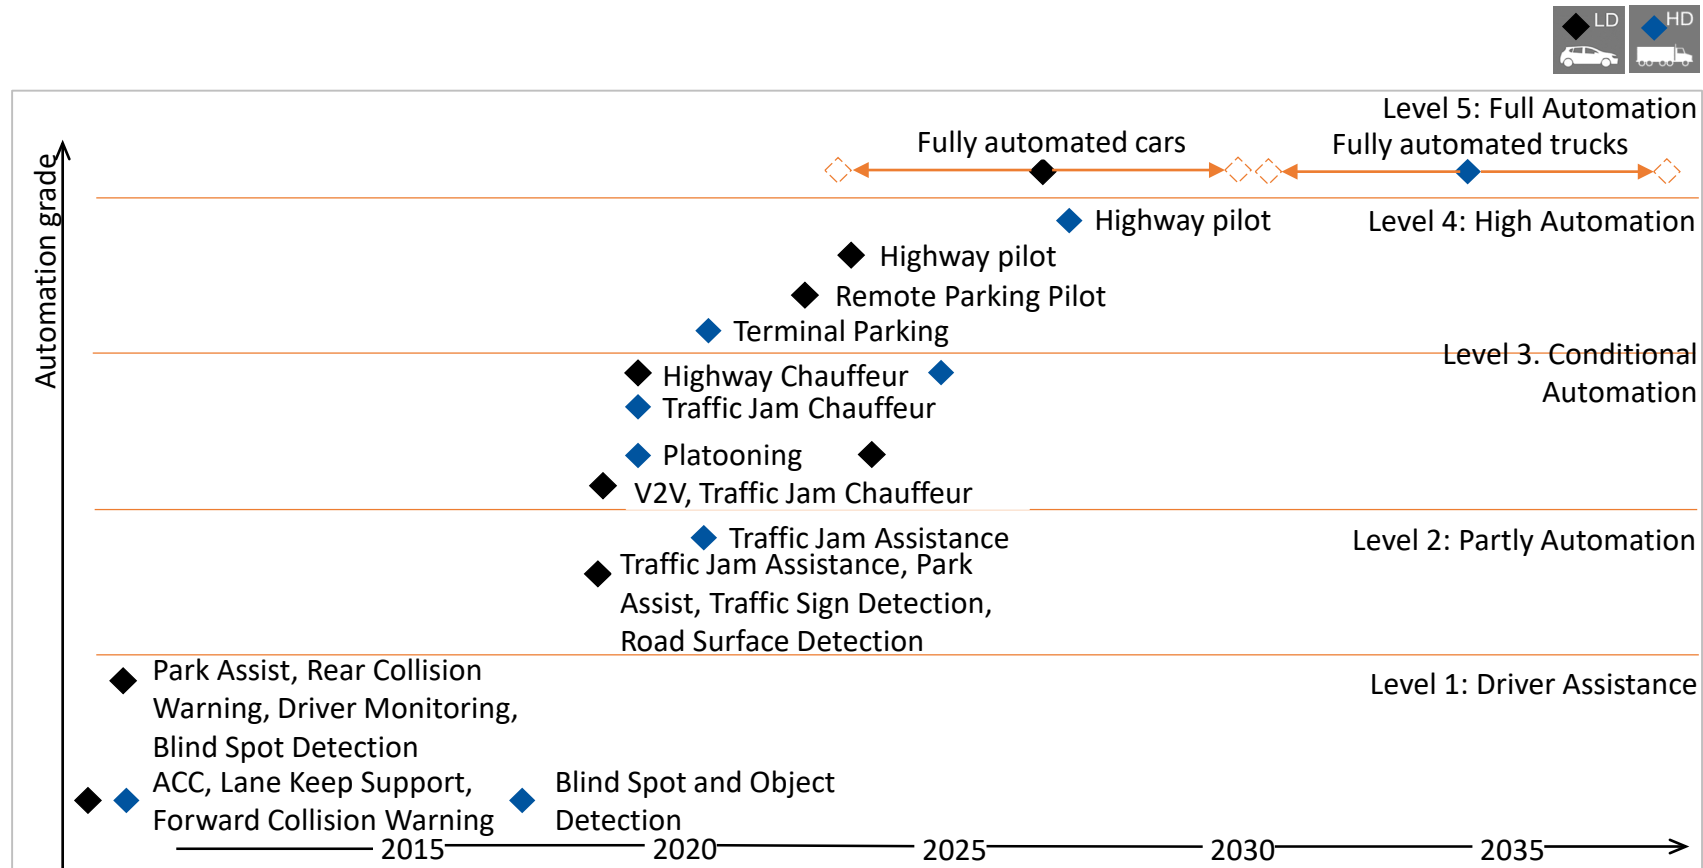 LD
HD
Level 5: Full Automation
Fully automated cars
Fully automated trucks
Automation grade
Highway pilot
Level 4: High Automation
Highway pilot
Remote Parking Pilot
Terminal Parking
Level 3. Conditional
Automation
Highway Chauffeur
Traffic Jam Chauffeur
Platooning
V2V, Traffic Jam Chauffeur
Traffic Jam Assistance
Level 2: Partly Automation
Traffic Jam Assistance, Park
Assist, Traffic Sign Detection,
Road Surface Detection
Park Assist, Rear Collision
Warning, Driver Monitoring,
Blind Spot Detection
Level 1: Driver Assistance
ACC, Lane Keep Support,
Forward Collision Warning
Blind Spot and Object
Detection
2015
2020
2025
2030
2035